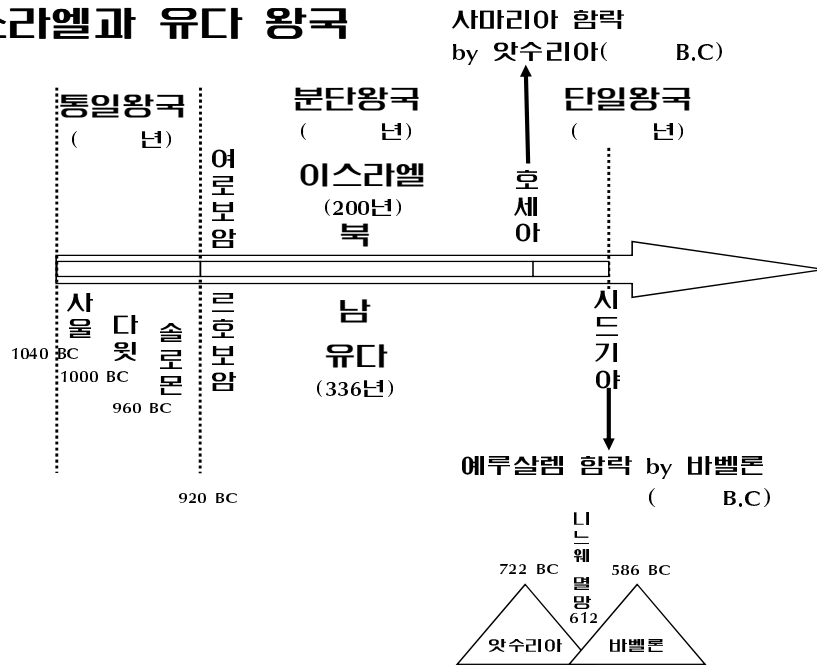 스라엘과 유다 왕국
사마리아 함락
by 앗수리아( B.C)
통일왕국
( 년)
분단왕국
( 년)
단일왕국
( 년)
여로보암
이스라엘
(200년)
북
호세아
사울
다윗
솔로몬
르호보암
남
유다
(336년)
시드기야
1040 BC
1000 BC
960 BC
920 BC
예루살렘 함락 by 바벨론
( B.C)
니느웨 멸망
612
722 BC
586 BC
앗수리아
바벨론